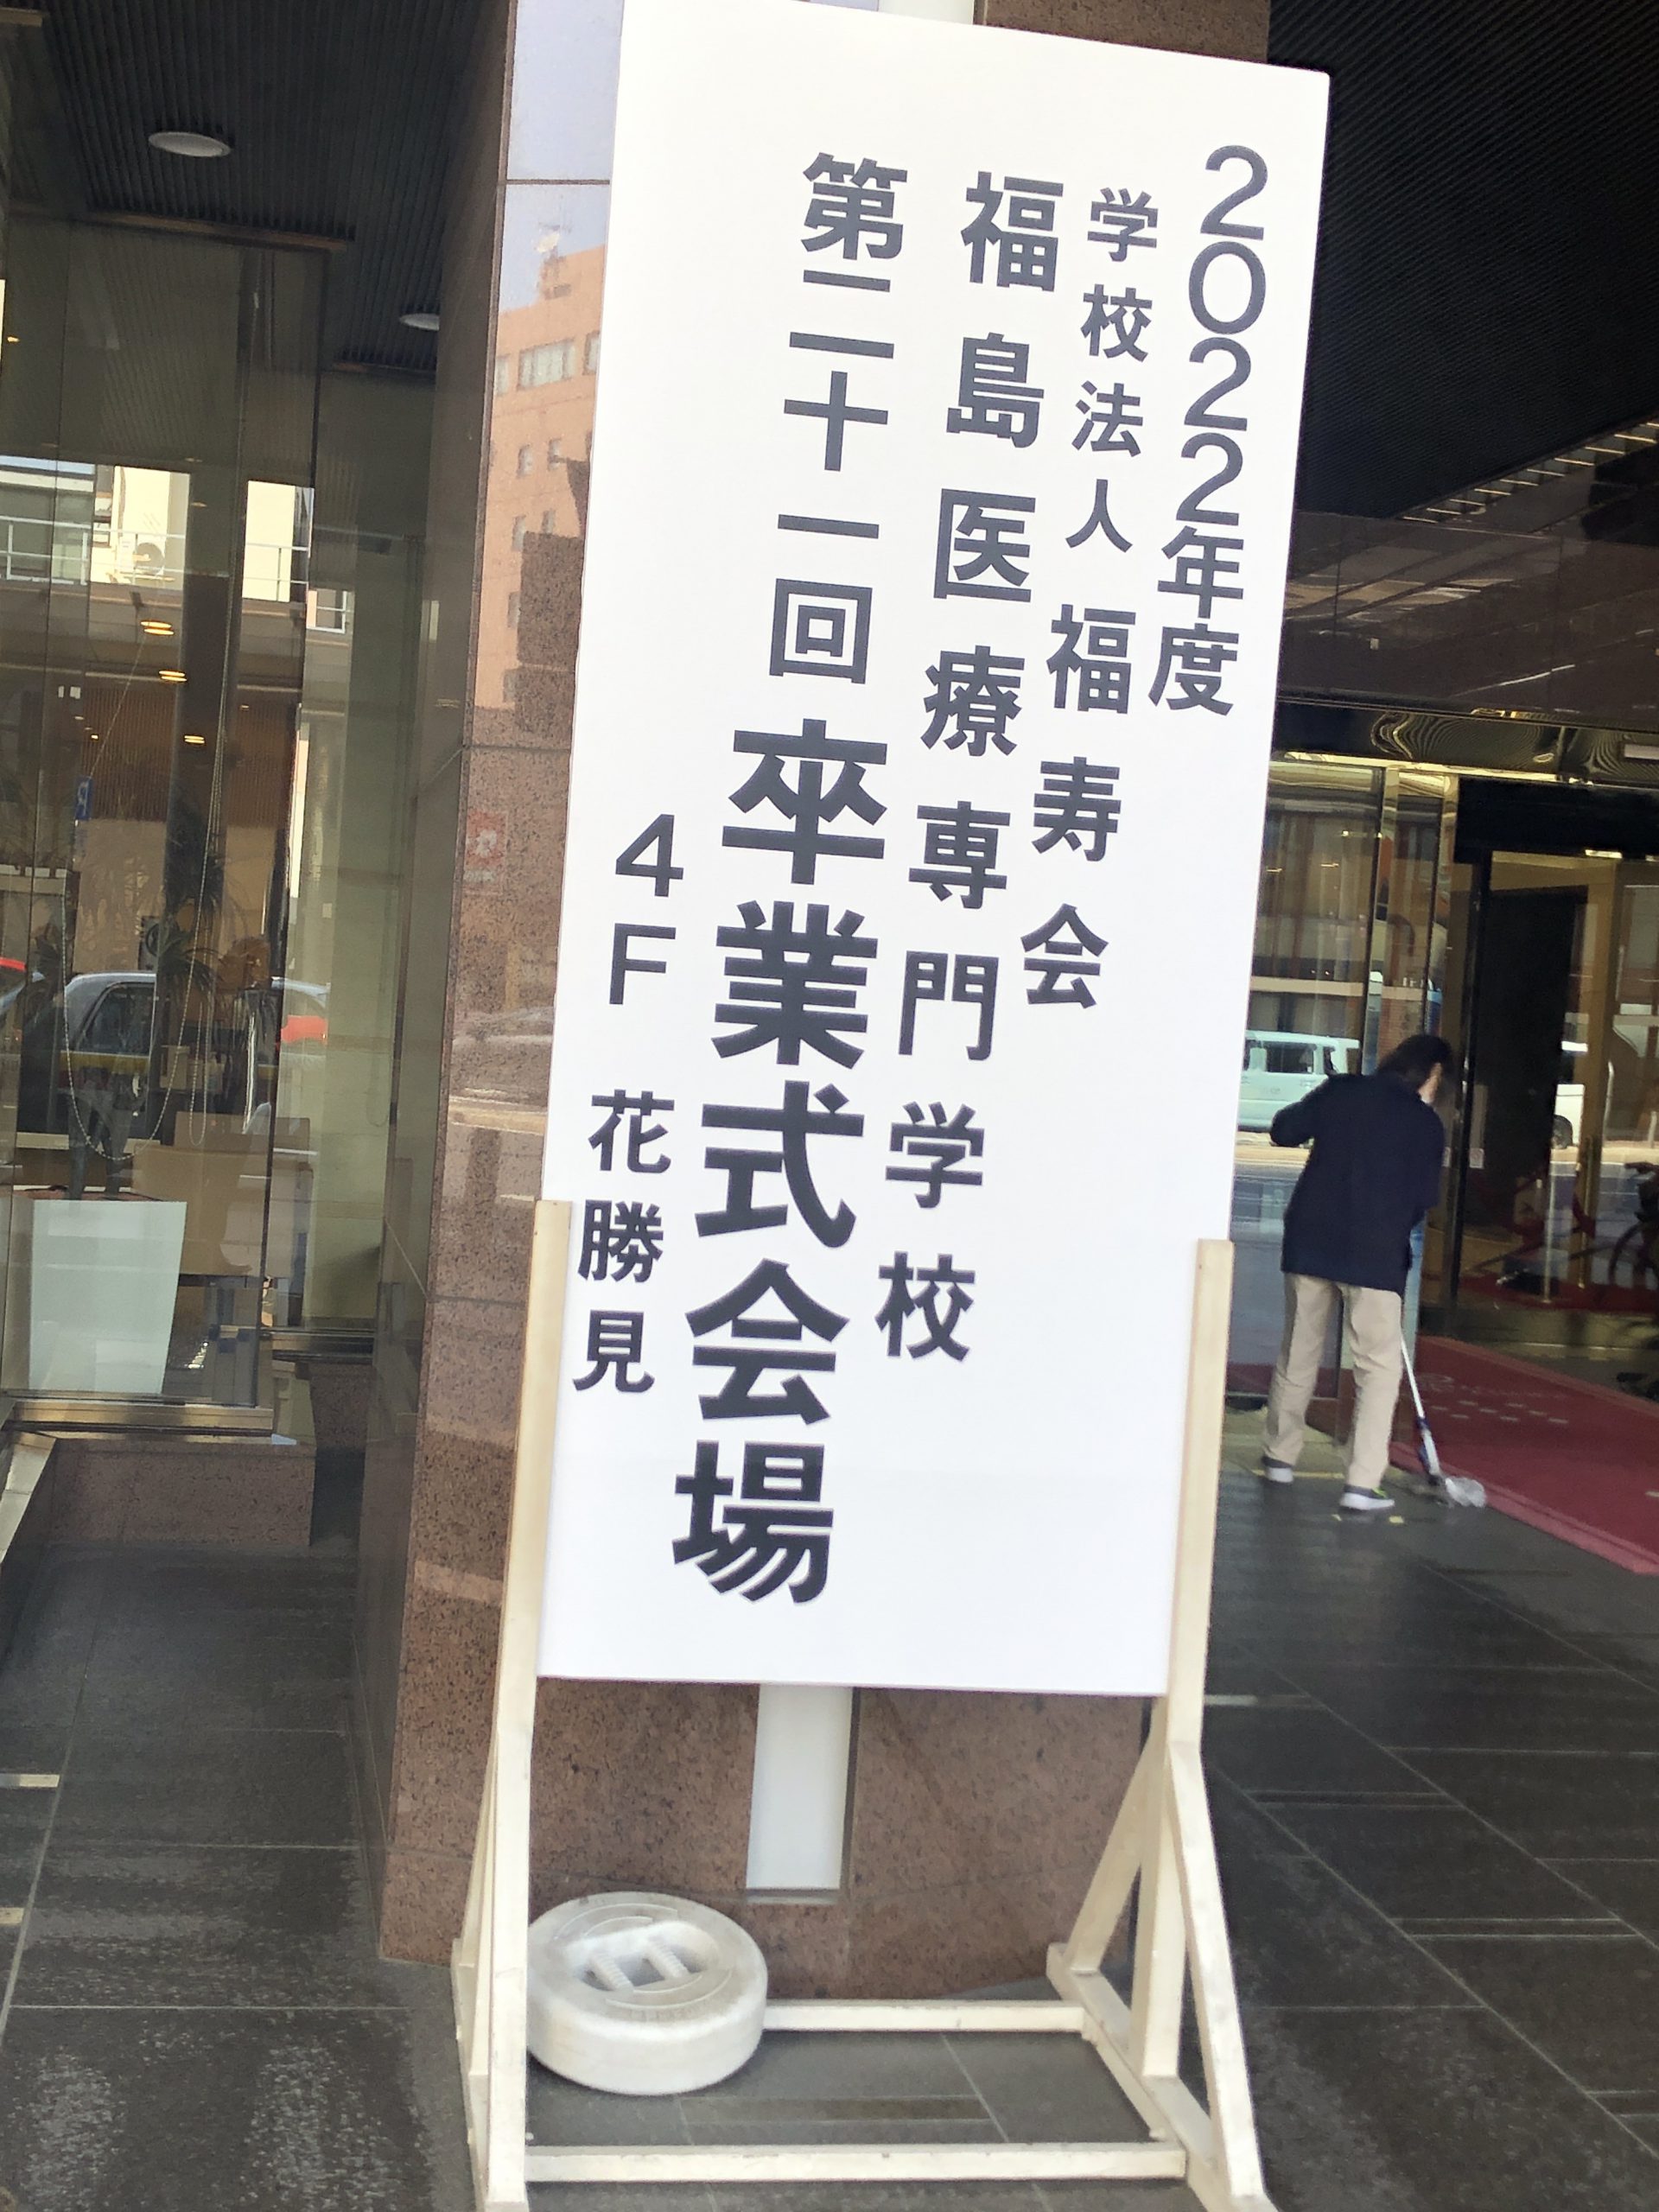 2022年度
学校法人 福寿会
福島医療専門学校
第二十一回 卒業式会場
4F 花勝見